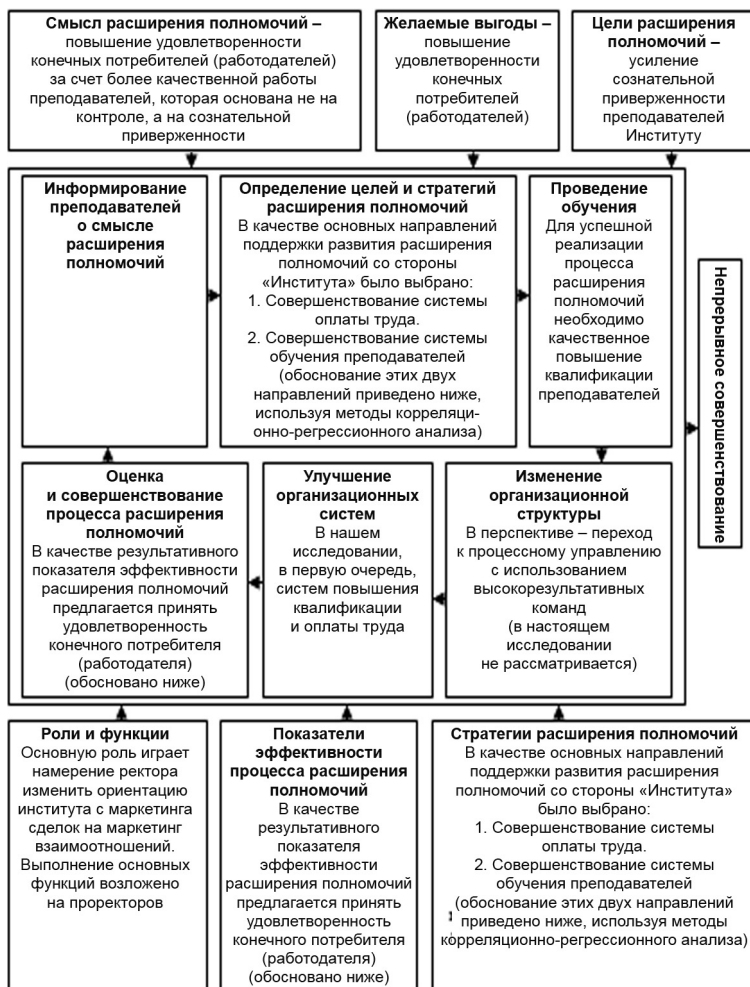 Смысл расширения полномочий –
повышение удовлетворенности
конечных потребителей (работодателей)
за счет более качественной работы
преподавателей, которая основана не на
контроле, а на сознательной
приверженности
Желаемые выгоды –
повышение
удовлетворенности
конечных
потребителей
(работодателей)
Цели расширения
полномочий –
усиление
сознательной
приверженности
преподавателей
Институту
Информирование
преподавателей
о смысле
расширения
полномочий
Определение целей и стратегий
расширения полномочий
В качестве основных направлений
поддержки развития расширения
полномочий со стороны
«Института» было выбрано:
1. Совершенствование системы
оплаты труда.
2. Совершенствование системы
обучения преподавателей
(обоснование этих двух
направлений приведено ниже,
используя методы корреляци-
онно-регрессионного анализа)
Проведение
обучения
Для успешной
реализации
процесса
расширения
полномочий
необходимо
качественное
повышение
квалификации
преподавателей
Непрерывное совершенствование
Оценка
и совершенствование
процесса расширения
полномочий
В качестве результативного
показателя эффективности
расширения полномочий
предлагается принять
удовлетворенность
конечного потребителя
(работодателя)
(обосновано ниже)
Улучшение
организационных
систем
В нашем
исследовании,
в первую очередь,
систем повышения
квалификации
и оплаты труда
Изменение
организационной
структуры
В перспективе – переход
к процессному управлению
с использованием
высокорезультативных
команд
(в настоящем
исследовании
не рассматривается)
Роли и функции
Основную роль играет
намерение ректора
изменить ориентацию
института с маркетинга
сделок на маркетинг
взаимоотношений.
Выполнение основных
функций возложено
на проректоров
Показатели
эффективности
процесса расширения
полномочий
В качестве
результативного
показателя
эффективности
расширения полномочий
предлагается принять
удовлетворенность
конечного потребителя
(работодателя)
(обосновано ниже)
Стратегии расширения полномочий
В качестве основных направлений
поддержки развития расширения
полномочий со стороны «Института»
было выбрано:
1. Совершенствование системы
оплаты труда.
2. Совершенствование системы
обучения преподавателей
(обоснование этих двух направлений
приведено ниже, используя методы
корреляционно-регрессионного анализа)